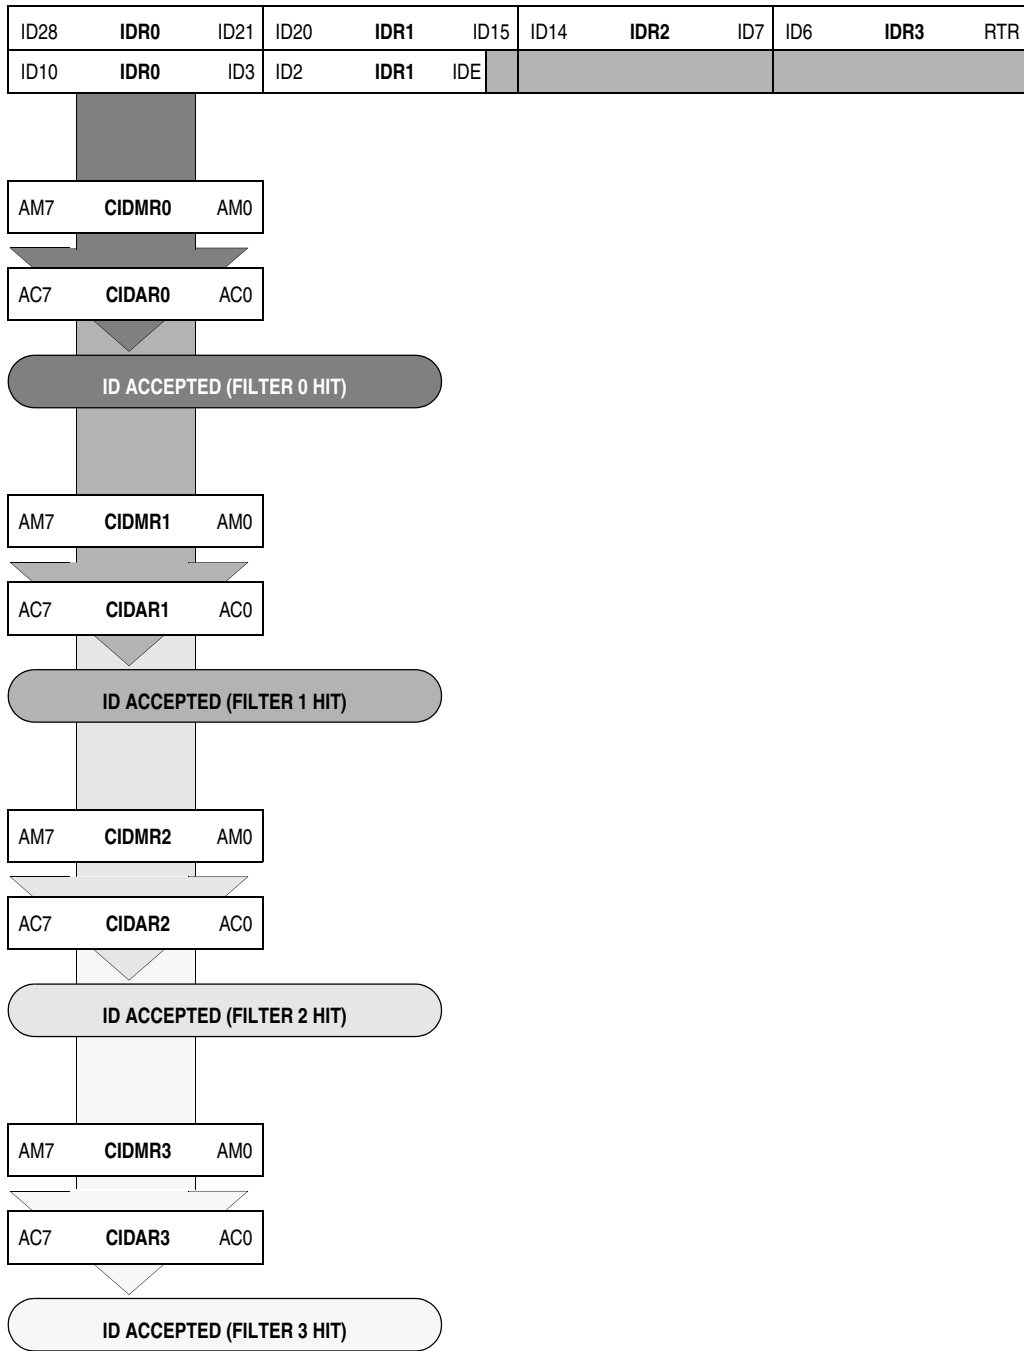 ID28 IDR0 ID21 ID20 IDR1 ID15 ID14 IDR2 ID7 ID6 IDR3 RTR
ID10 IDR0 ID3 ID2 IDR1 IDE
AM7 CIDMR0 AM0
AC7 CIDAR0 AC0
ID ACCEPTED (FILTER 0 HIT)
AM7 CIDMR1 AM0
AC7 CIDAR1 AC0
ID ACCEPTED (FILTER 1 HIT)
AM7 CIDMR2 AM0
AC7 CIDAR2 AC0
ID ACCEPTED (FILTER 2 HIT)
AM7 CIDMR3 AM0
AC7 CIDAR3 AC0
ID ACCEPTED (FILTER 3 HIT)